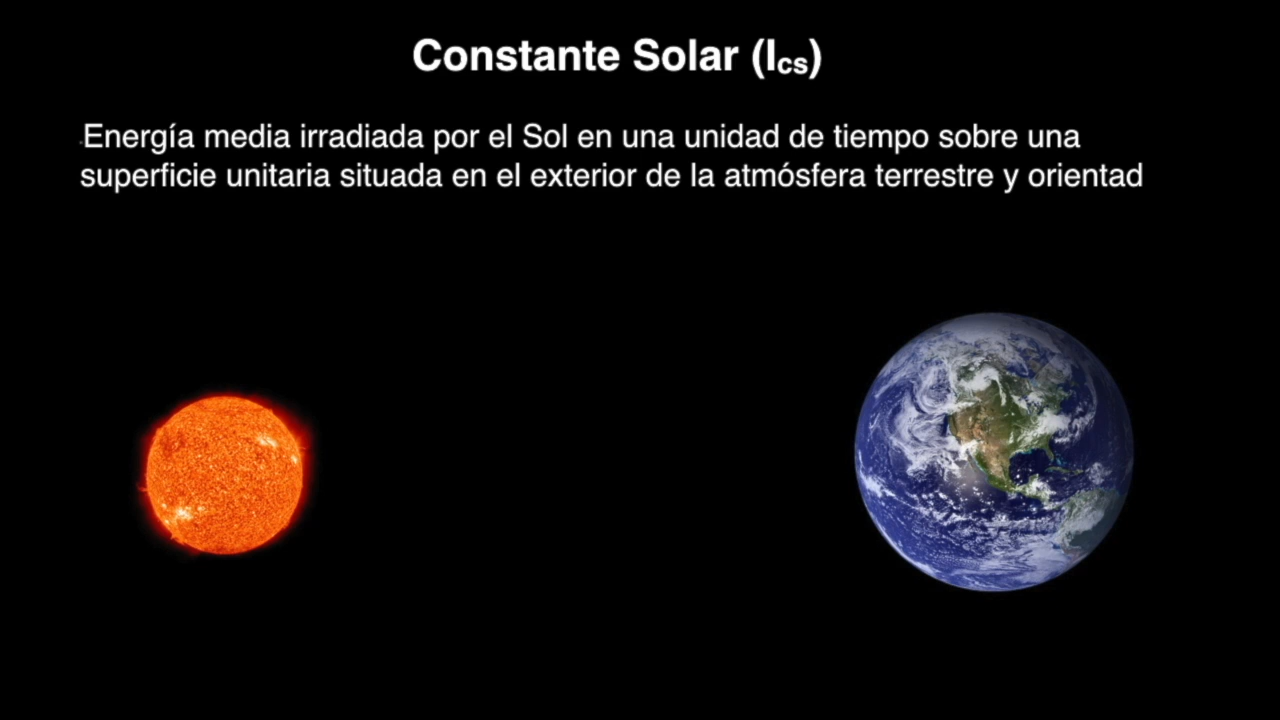 Constante Solar (Ics)
Energía media irradiada por el Sol en una unidad de tiempo sobre una
superficie unitaria situada en el exterior de la atmósfera terrestre y orientad